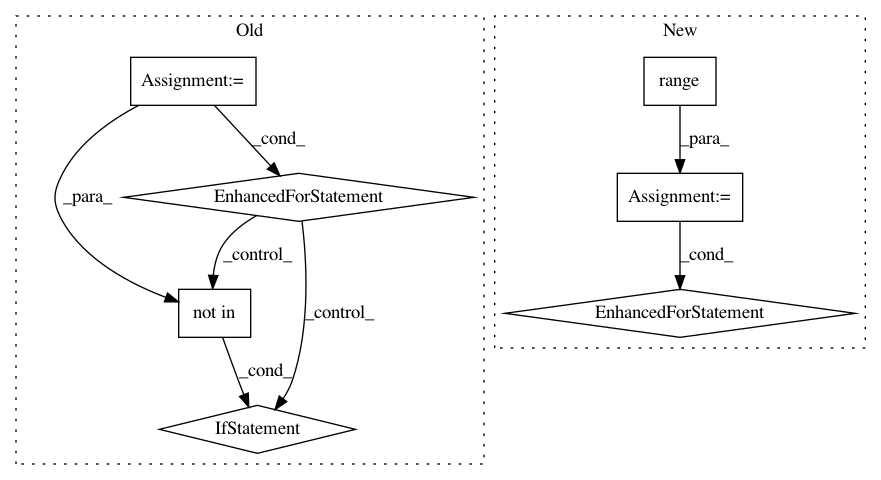 Old
New
Assignment:=
range
_cond_
_para_
_para_
EnhancedForStatement
Assignment:=
_control_
_cond_
not in
_control_
EnhancedForStatement
_cond_
IfStatement